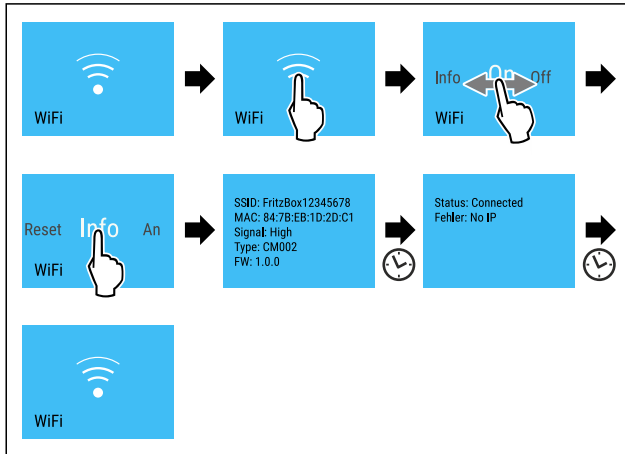 WiFi
WiFi
Info On Off
WiFi
Reset Info An
WiFi
SSID: FritzBox12345678
MAC: 84:7B:EB:1D:2D:C1
Signal: High
Type: CM002
FW: 1.0.0
Status: Connected
Fehler: No IP
WiFi